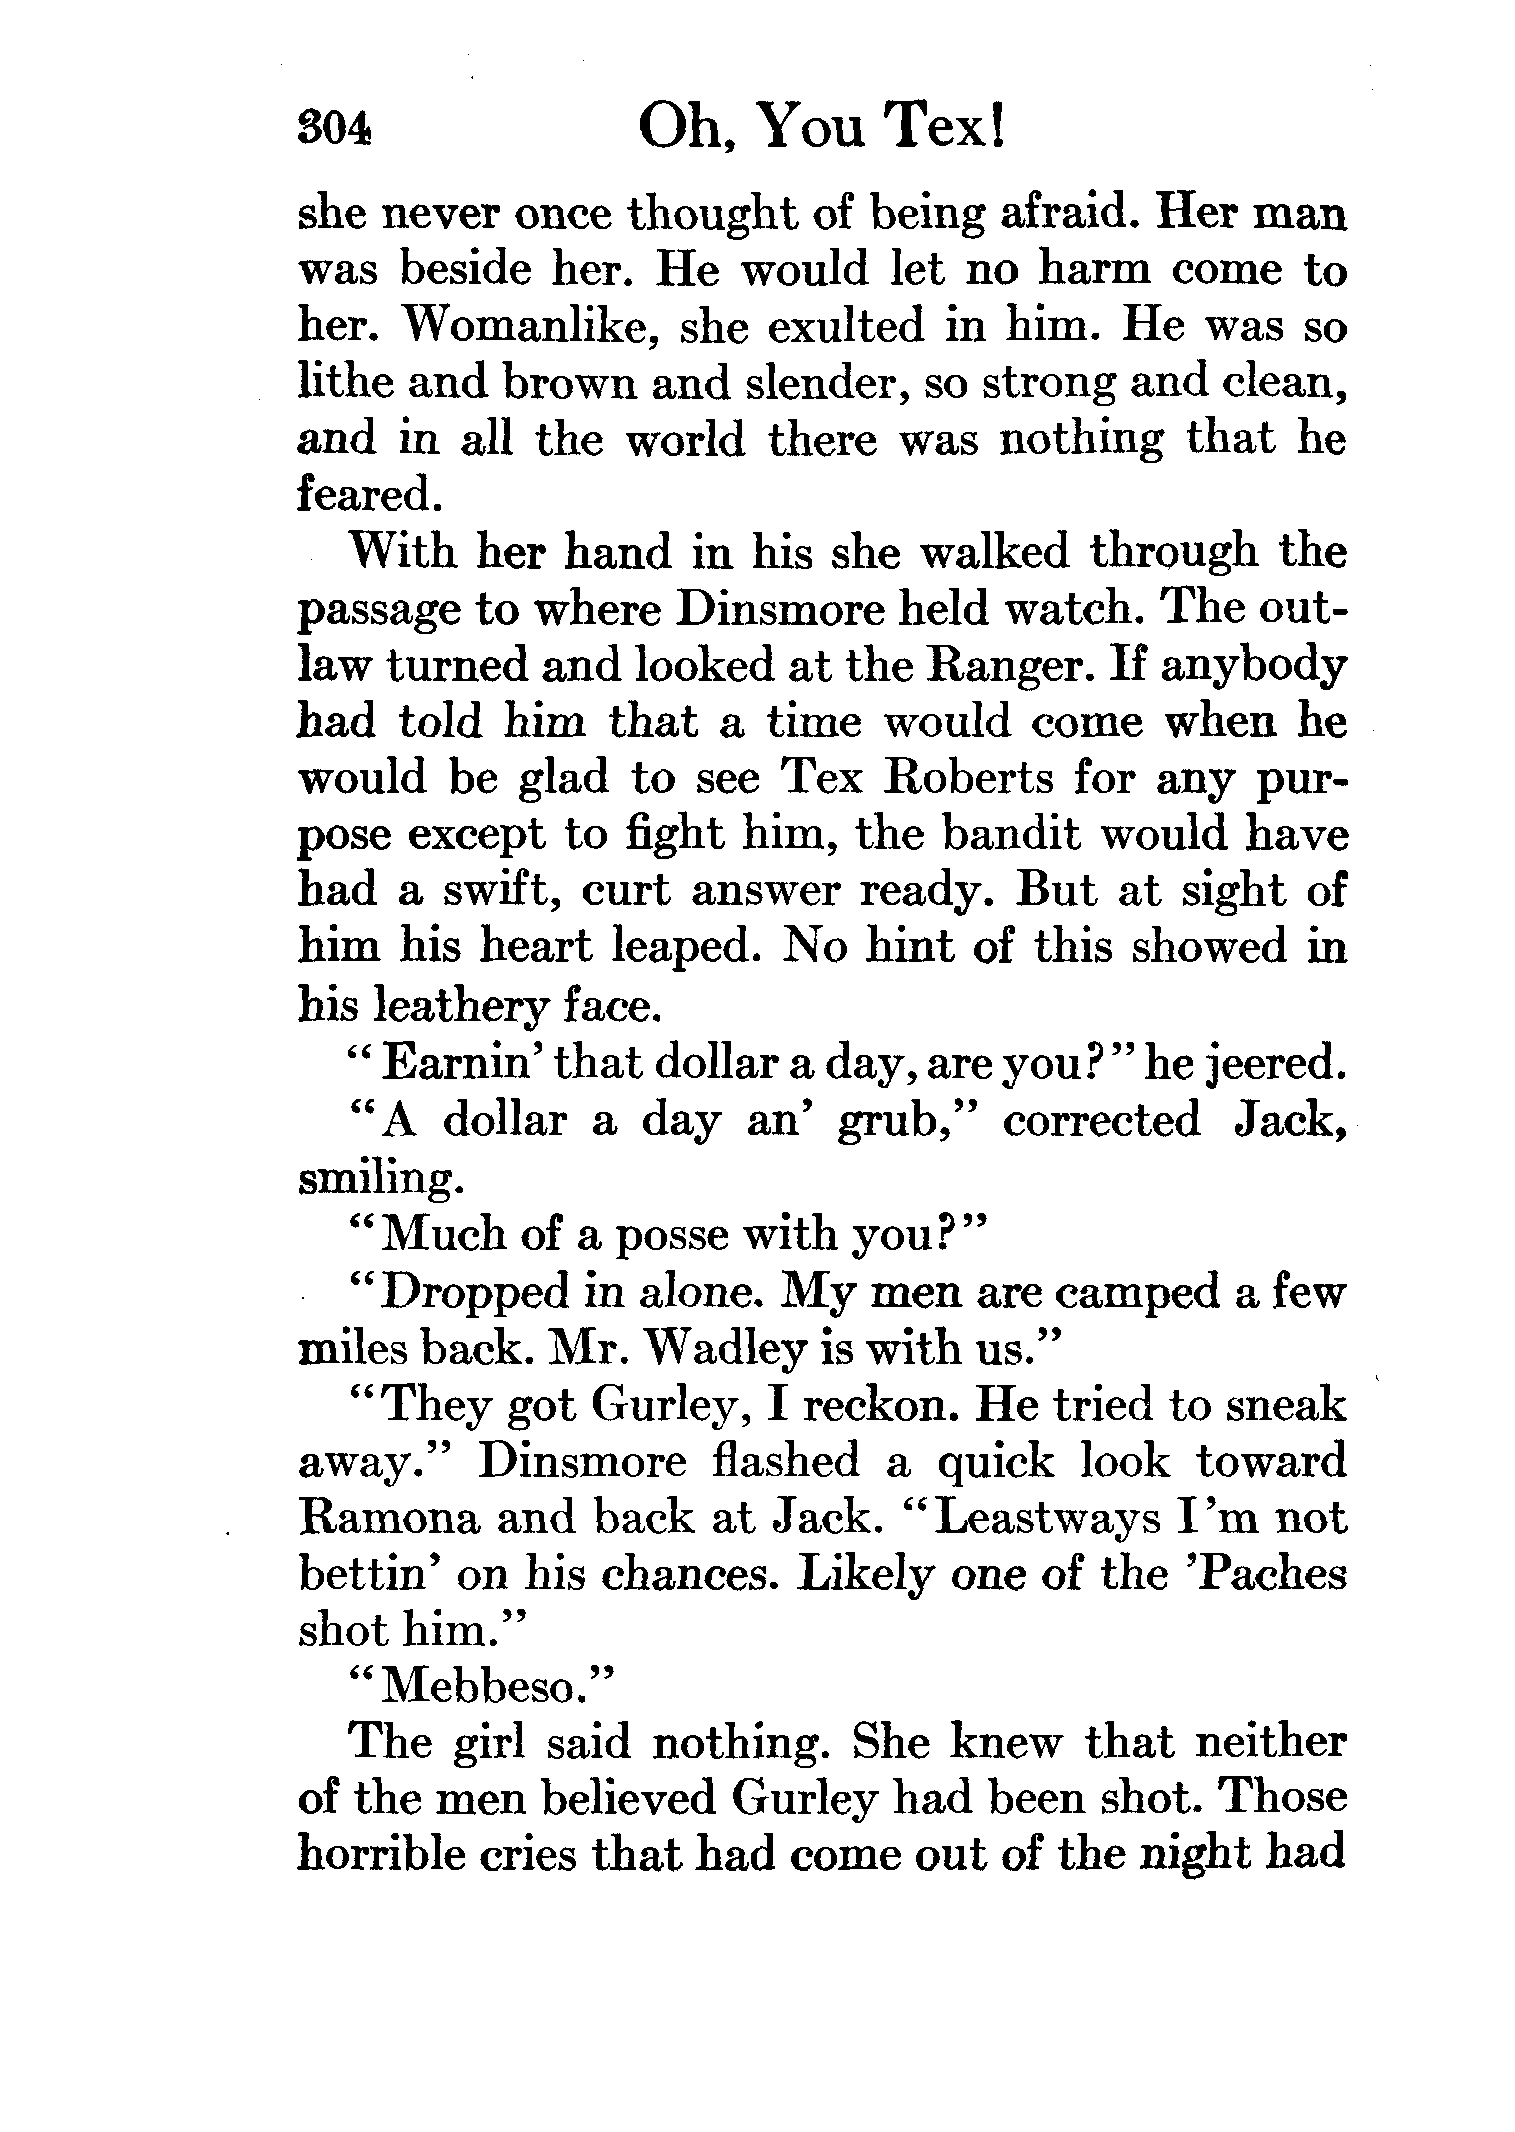 304 Oh, You Tex!
she never once thought of being afraid. Her man
was beside her. He would let no harm come to
her. Womanlike, she exulted in him. He was so
lithe and brown and slender, so strong and clean,
and in all the world there was nothing that he
feared.
With her hand in his she walked through the
passage to where Dinsmore held watch. The out-
law turned and looked at the Ranger. If anybody
had told him that a time would come when he
would be glad to see Tex Roberts for any pur-
pose except to fight him, the bandit would have
had a swift, curt answer ready. But at sight of
him his heart leaped. No hint of this showed in
his leathery face.
"Earnin' that dollar a day, are you?" he jeered.
"A dollar a day an' grub," corrected Jack,
smiling.
"Much of a posse with you?"
"Dropped in alone. My men are camped a few
miles back. Mr. Wadley is with us."
"They got Gurley, I reckon. He tried to sneak
away." Dinsmore flashed a quick look toward
Ramona and back at Jack. "Leastways I'm not
bettin' on his chances. Likely one of the 'Paches
shot him."
"Mebbeso."
The girl said nothing. She knew that neither
of the men believed Gurley had been shot. Those
horrible cries that had come out of the night had